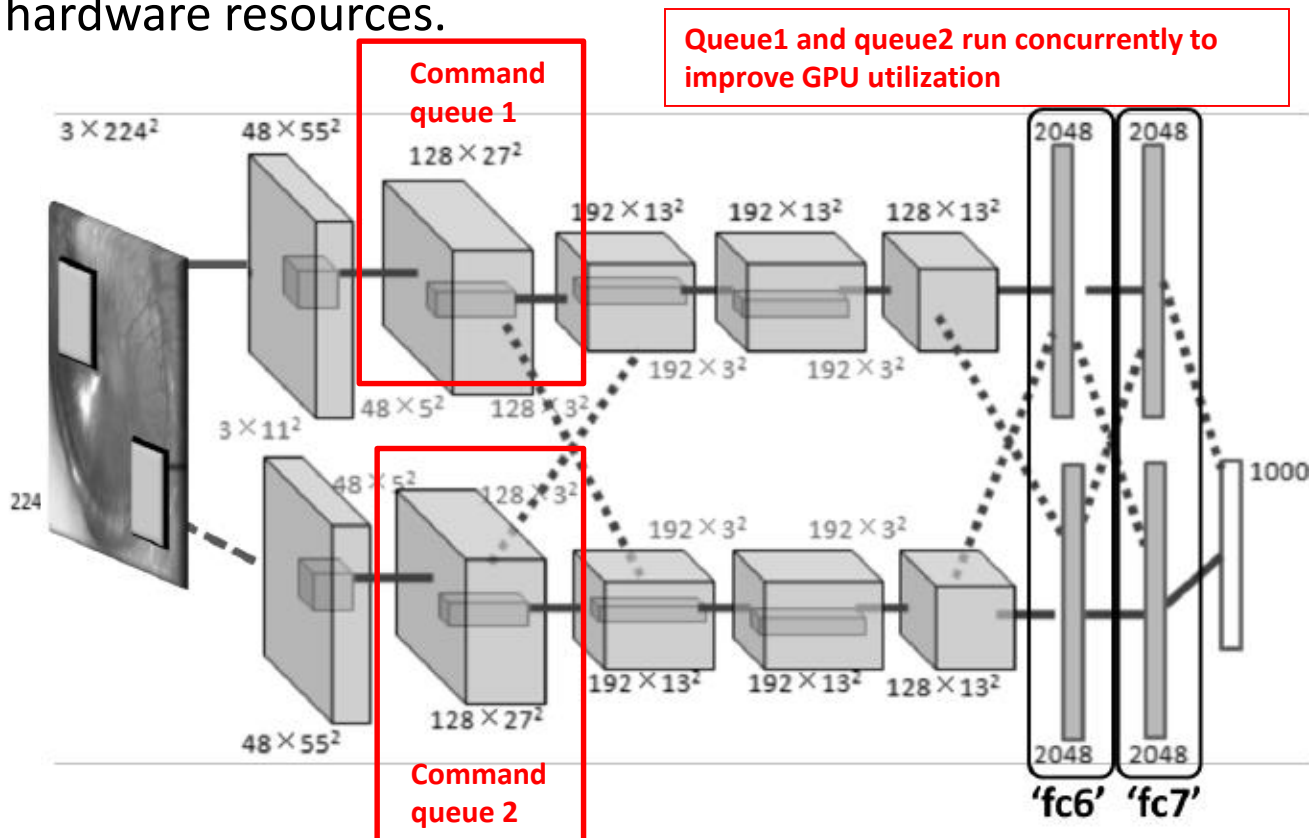 hardware resources.
Queue1 and queue2 run concurrently to
improve GPU utilization
Command
queue 1
3 × 224²
48 × 55²
128 × 27²
192 × 13²
192 × 13²
128 × 13²
2048
2048
192 × 3²
192 × 3²
48 × 5²
128 × 3²
3 × 11²
224
48 × 5²
128 × 3²
192 × 3²
192 × 3²
1000
192 × 13²
192 × 13²
128 × 13²
128 × 27²
48 × 55²
2048
2048
Command
queue 2
'fc6'
'fc7'